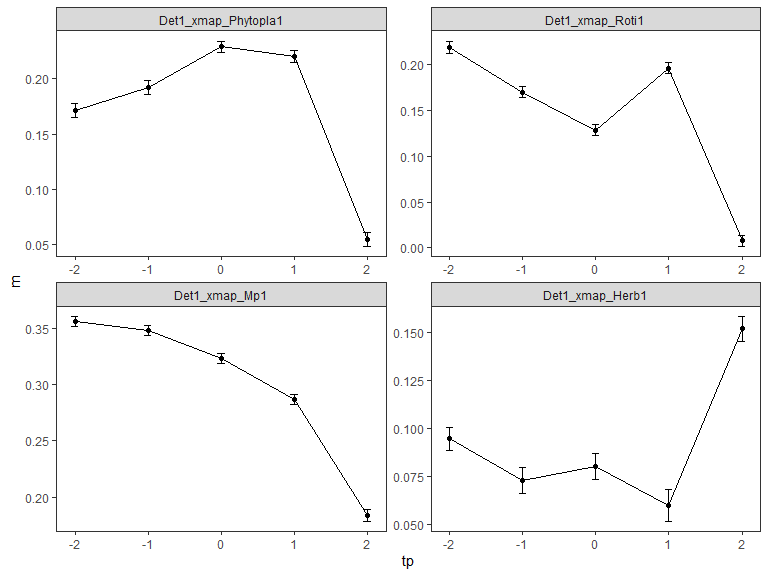 Det1_xmap_Phytopla1
0.20
0.15
0.10
0.05
-2 -1 0 1 2
Det1_xmap_Roti1
0.20
0.15
0.10
0.05
0.00
-2 -1 0 1 2
Det1_xmap_Mp1
0.35
0.30
0.25
0.20
-2 -1 0 1 2
Det1_xmap_Herb1
0.150
0.125
0.100
0.075
0.050
-2 -1 0 1 2
m
tp